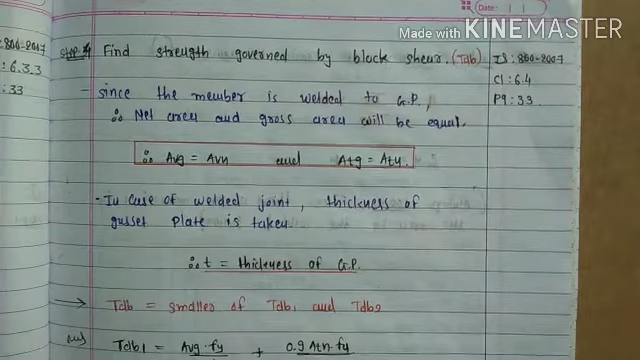 Made with KINEMASTER
Date: / /
: 800-2007
: 6.3.3
: 33
Step 4 Find strength governed by block shear. (Tdb)
IS: 800-2007
Cl: 6.4
Pg: 33
- since the member is welded to G.P,
∴ Net area and gross area will be equal.
∴ Avg = Avn and Atg = Atn.
- In case of welded joint, thickness of
gusset plate is taken.
∴ t = thickness of G.P.
→ Tdb = smaller of Tdb1 and Tdb2
Tdb1 = Avg·fy + 0.9 Atn·fy